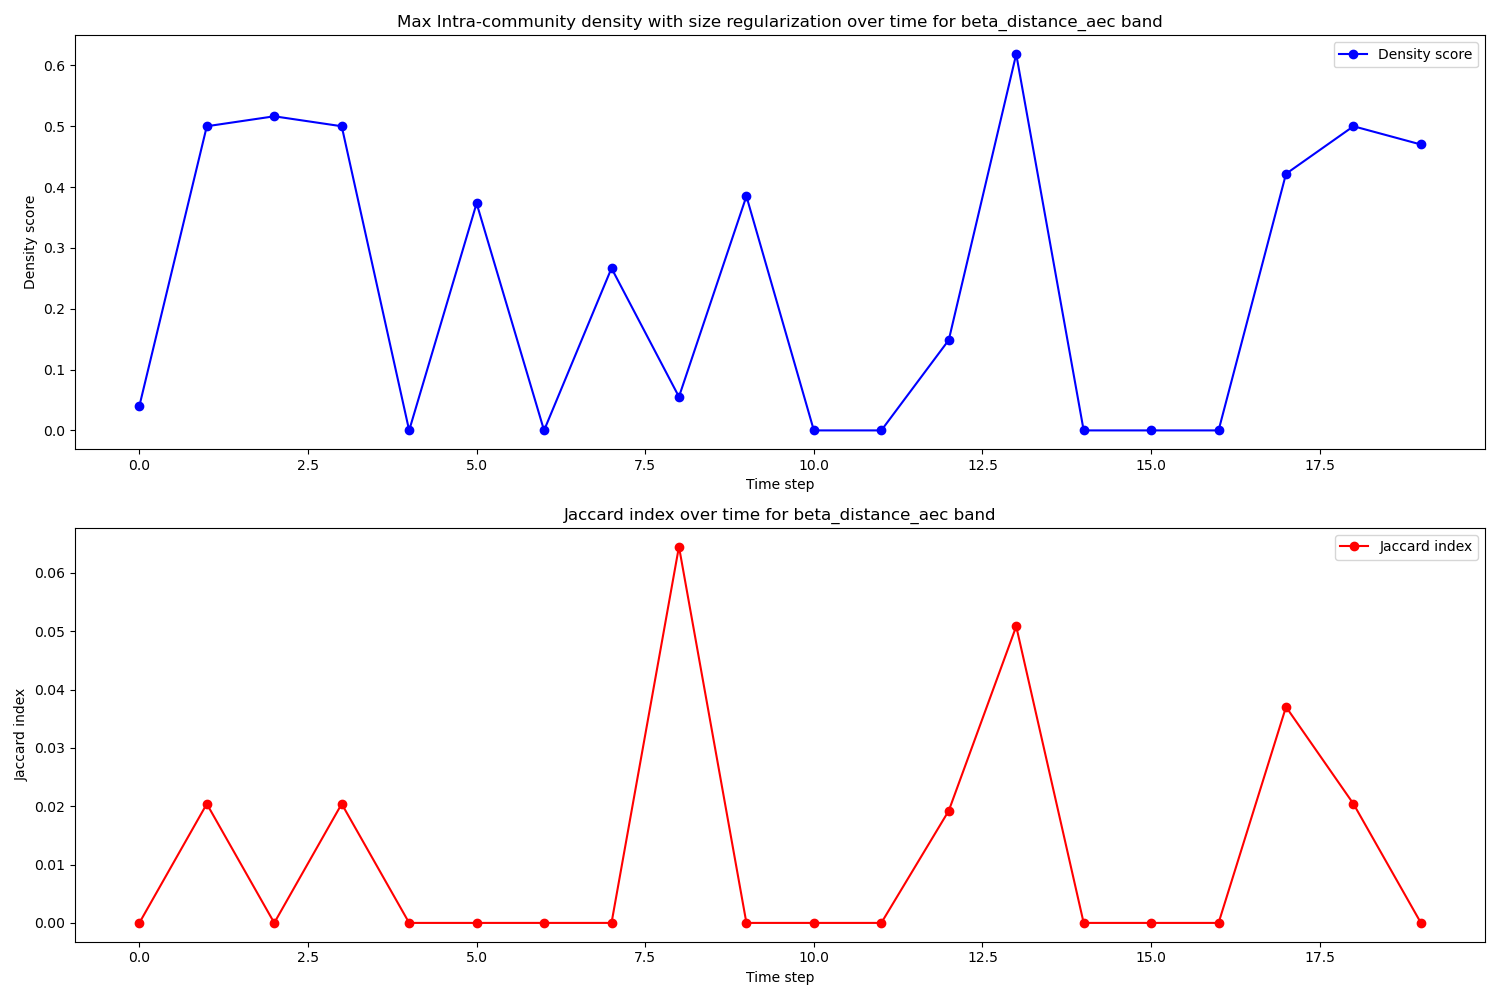 Max Intra-community density with size regularization over time for beta_distance_aec band
Density score
Density score
0.6
0.5
0.4
0.3
0.2
0.1
0.0
0.0 2.5 5.0 7.5 10.0 12.5 15.0 17.5
Time step
Jaccard index over time for beta_distance_aec band
Jaccard index
Jaccard index
0.06
0.05
0.04
0.03
0.02
0.01
0.00
0.0 2.5 5.0 7.5 10.0 12.5 15.0 17.5
Time step